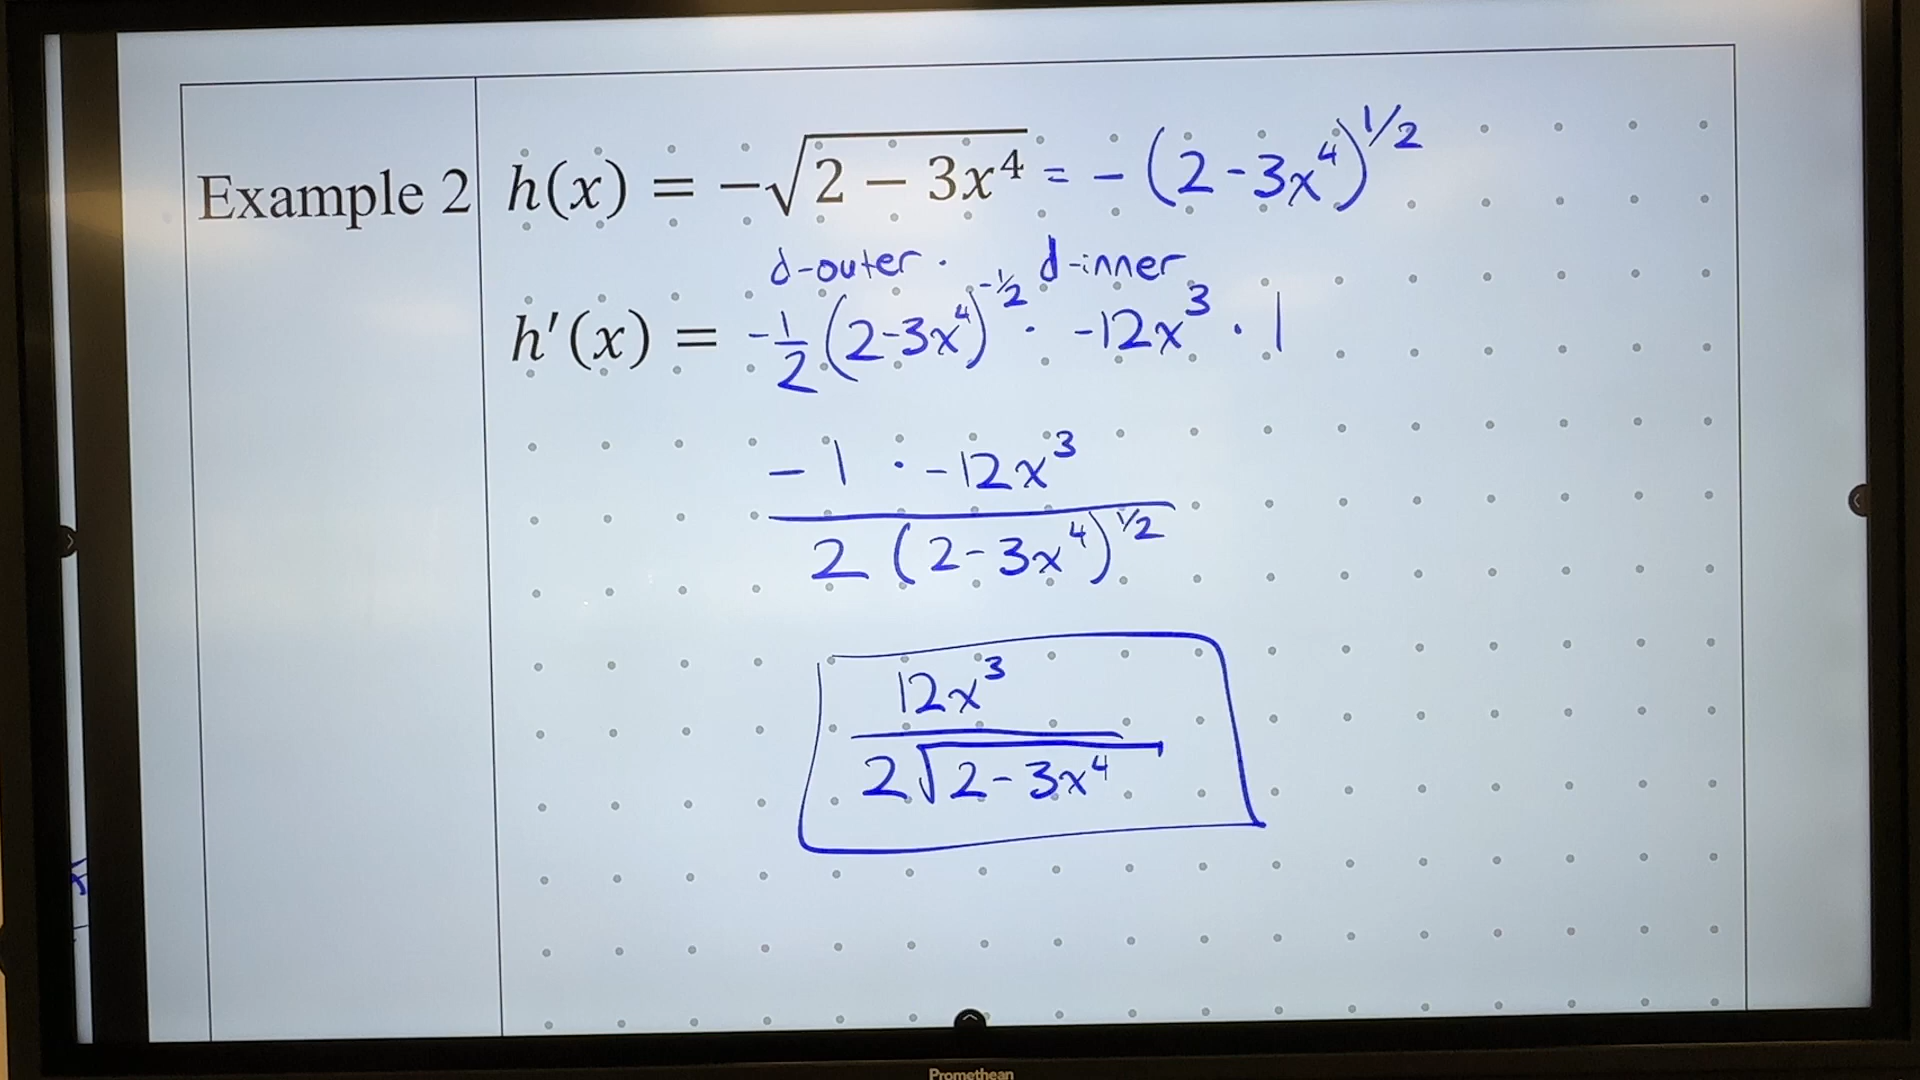 Example 2 h(x) = −√(2 − 3x⁴) = -(2-3x⁴)^1/2
d-outer · d-inner
h′(x) = -1/2(2-3x⁴)^-1/2 · -12x³ · 1
-1 · -12x³
2(2-3x⁴)^1/2
12x³
2√(2-3x⁴)
Promethean